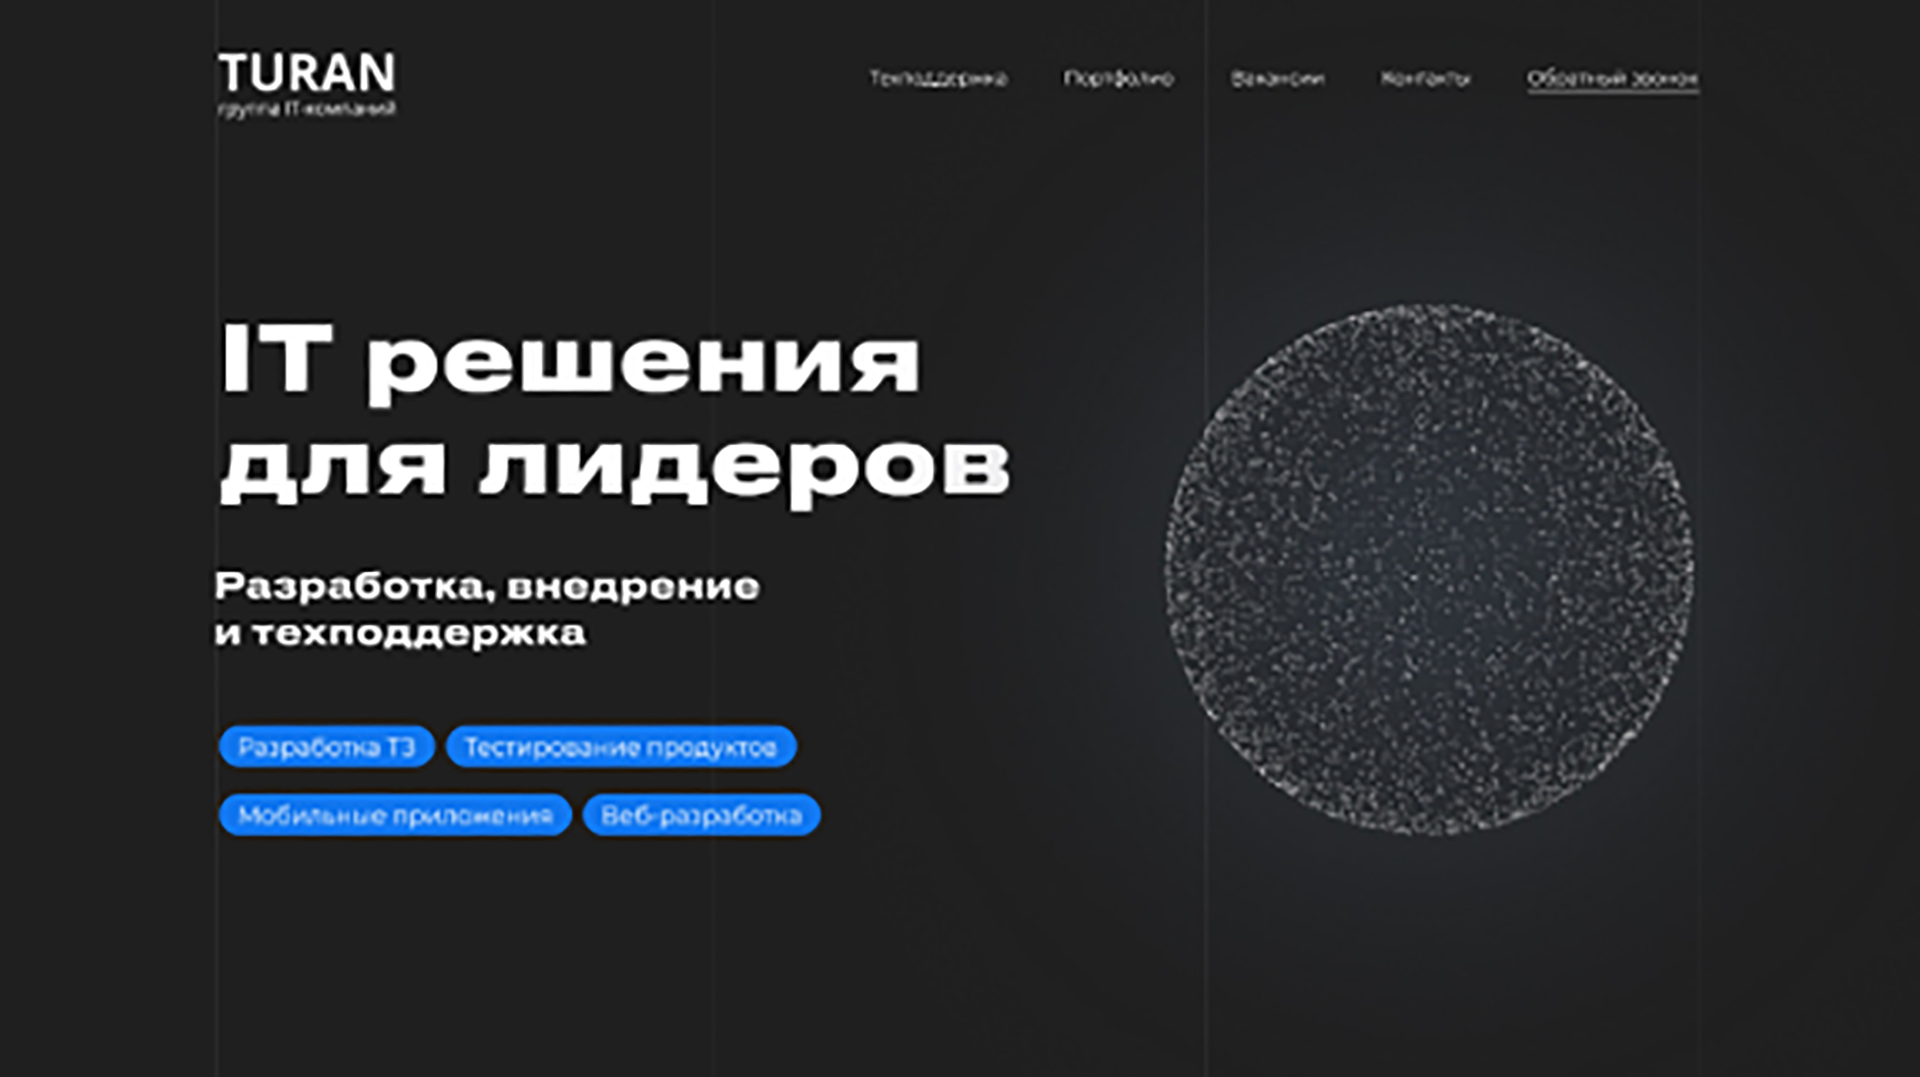 TURAN
группа IT-компаний
Техподдержка Портфолио Вакансии Контакты Обратный звонок
IT решения
для лидеров
Разработка, внедрение
и техподдержка
Разработка ТЗ Тестирование продуктов
Мобильные приложения Веб-разработка